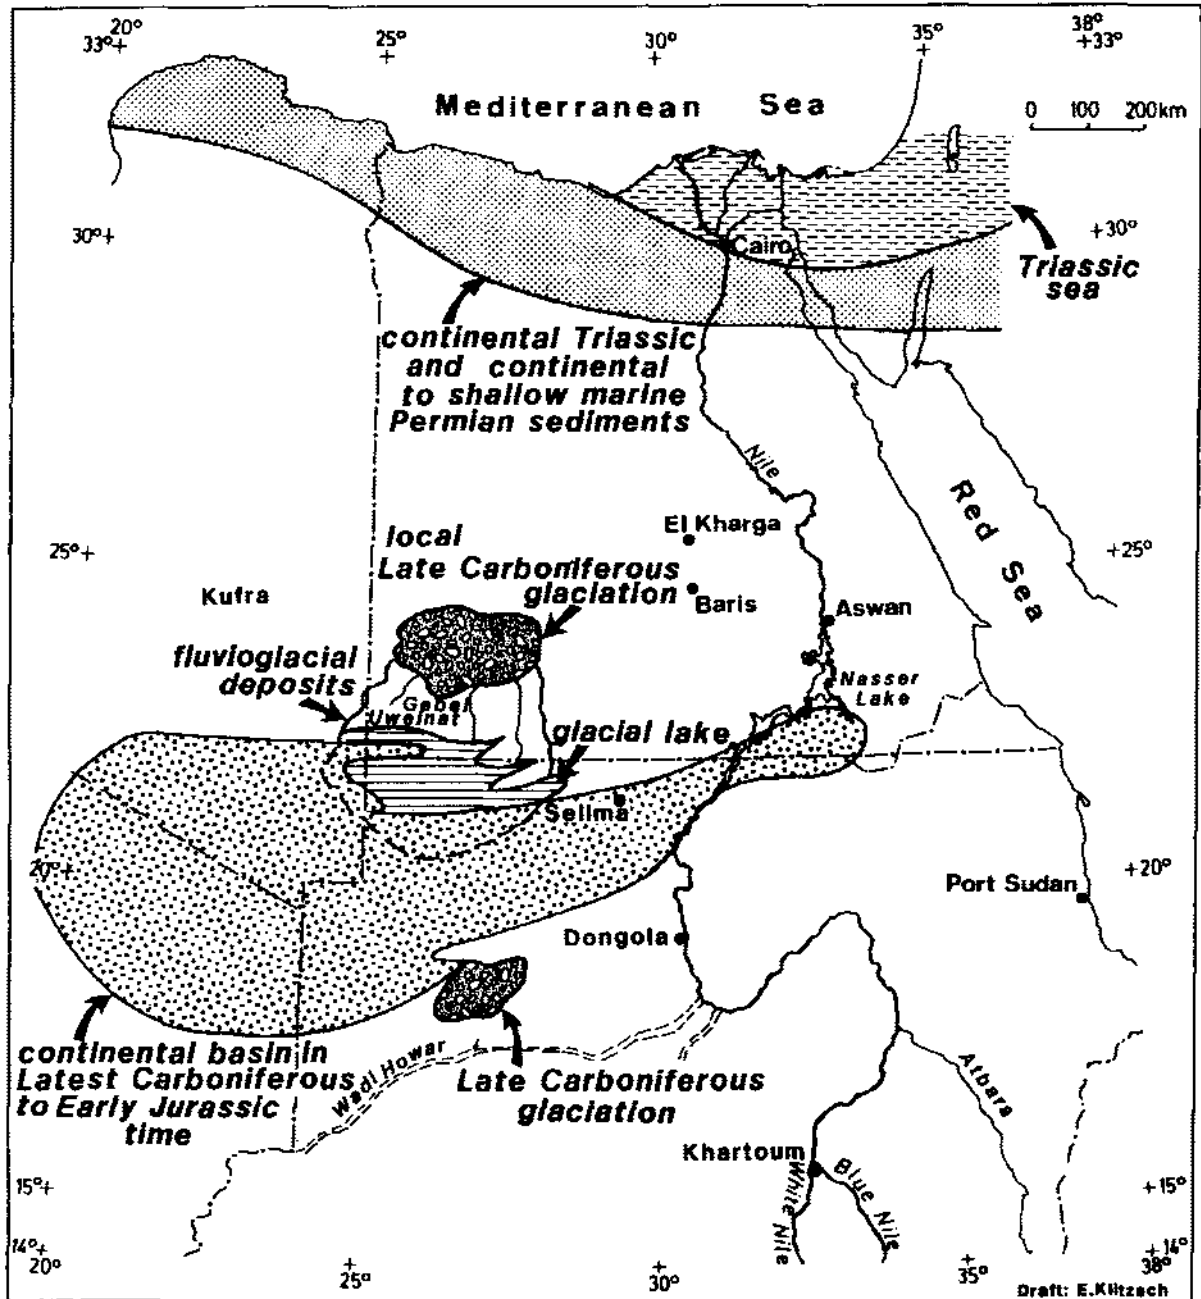 20°
25°
30°
35°
38°
33°+
+33°
Mediterranean Sea
0 100 200km
30°+
Cairo
+30°
Triassic
sea
continental Triassic
and continental
to shallow marine
Permian sediments
Nile
Red Sea
El Kharga
25°+
local
Late Carboniferous
glaciation
+25°
Kufra
Baris
Aswan
fluvioglacial
deposits
Nasser
Lake
Gebel
Uweinat
glacial lake
Selima
20°+
+20°
Port Sudan
Dongola
continental basin in
Latest Carboniferous
to Early Jurassic
time
Wadi Howar
Late Carboniferous
glaciation
Atbara
Khartoum
White Nile
Blue Nile
15°+
+15°
14°+
+14°
20°
25°
30°
35°
38°
Draft: E.Klitzsch